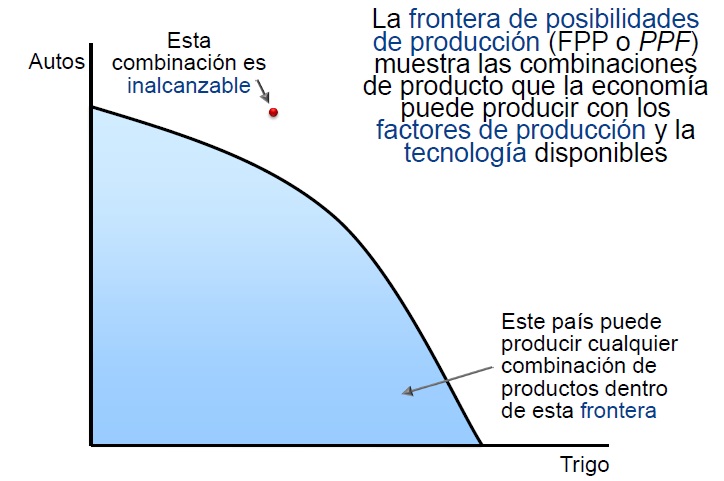 La frontera de posibilidades
de producción (FPP o PPF)
muestra las combinaciones
de producto que la economía
puede producir con los
factores de producción y la
tecnología disponibles
Esta
combinación es
inalcanzable
Autos
Este país puede
producir cualquier
combinación de
productos dentro
de esta frontera
Trigo